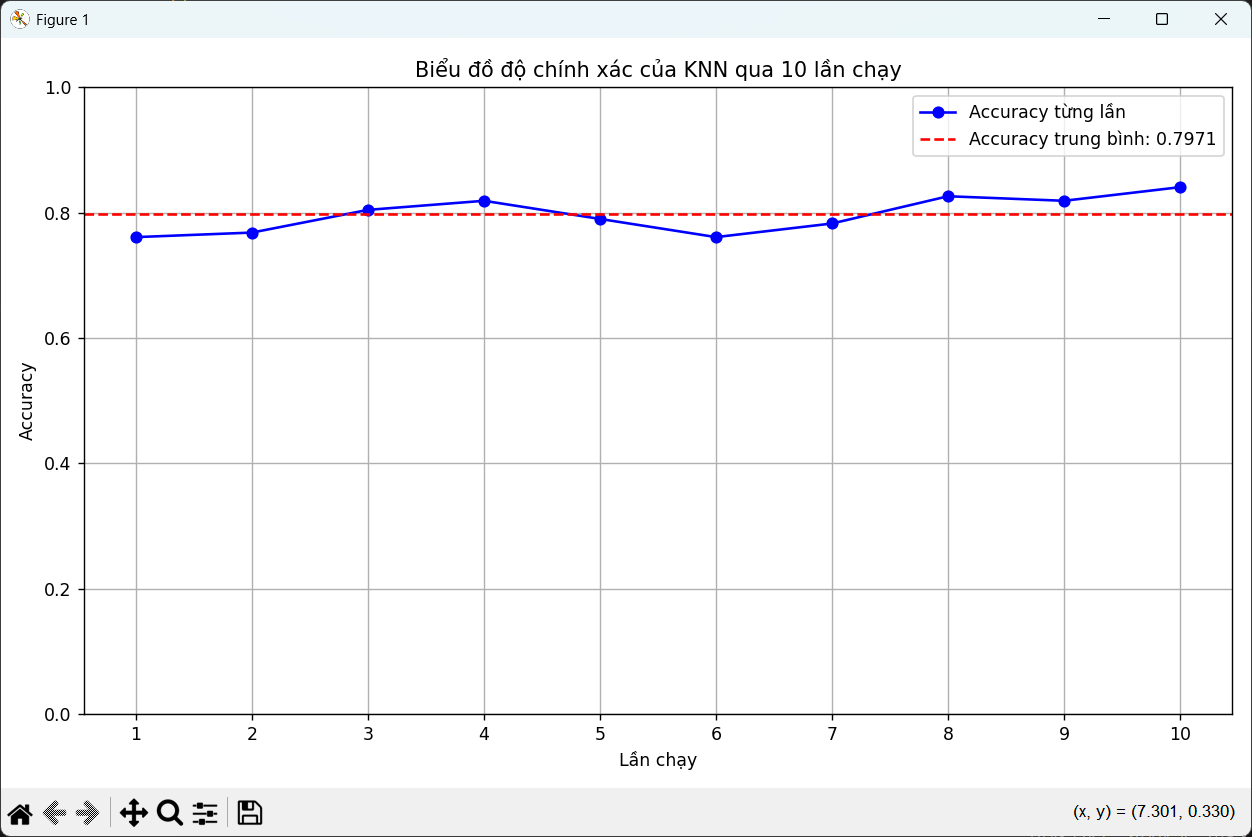 Figure 1
Biểu đồ độ chính xác của KNN qua 10 lần chạy
Accuracy từng lần
Accuracy trung bình: 0.7971
1.0
0.8
0.6
0.4
0.2
0.0
Accuracy
1 2 3 4 5 6 7 8 9 10
Lần chạy
(x, y) = (7.301, 0.330)